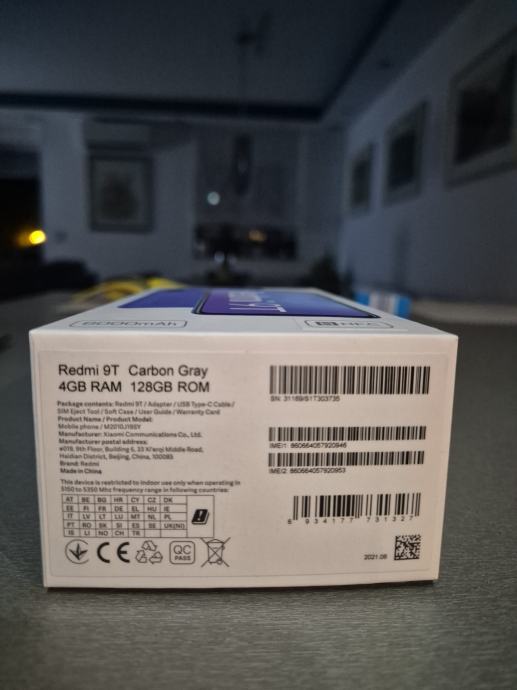 6000mAh
NFC
Redmi 9T Carbon Gray
4GB RAM 128GB ROM
Package contents: Redmi 9T / Adapter / USB Type-C Cable /
SIM Eject Tool / Soft Case / User Guide / Warranty Card
Product Name / Product Model:
Mobile phone / M2010J19SY
Manufacturer: Xiaomi Communications Co., Ltd.
Manufacturer postal address:
#019, 9th Floor, Building 6, 33 Xi'erqi Middle Road,
Haidian District, Beijing, China, 100085
Brand: Redmi
Made in China
This device is restricted to indoor use only when operating in
5150 to 5350 Mhz frequency range in following countries:
AT BE BG HR CY CZ DK
EE FI FR DE EL HU IE
IT LV LT LU MT NL PL
PT RO SK SI ES SE UK(NI)
IS LI NO CH TR
CE
QC
PASS
SN: 31169/S1T303735
IMEI1: 860664057920946
IMEI2: 860664057920953
6 934177 731327
2021.08